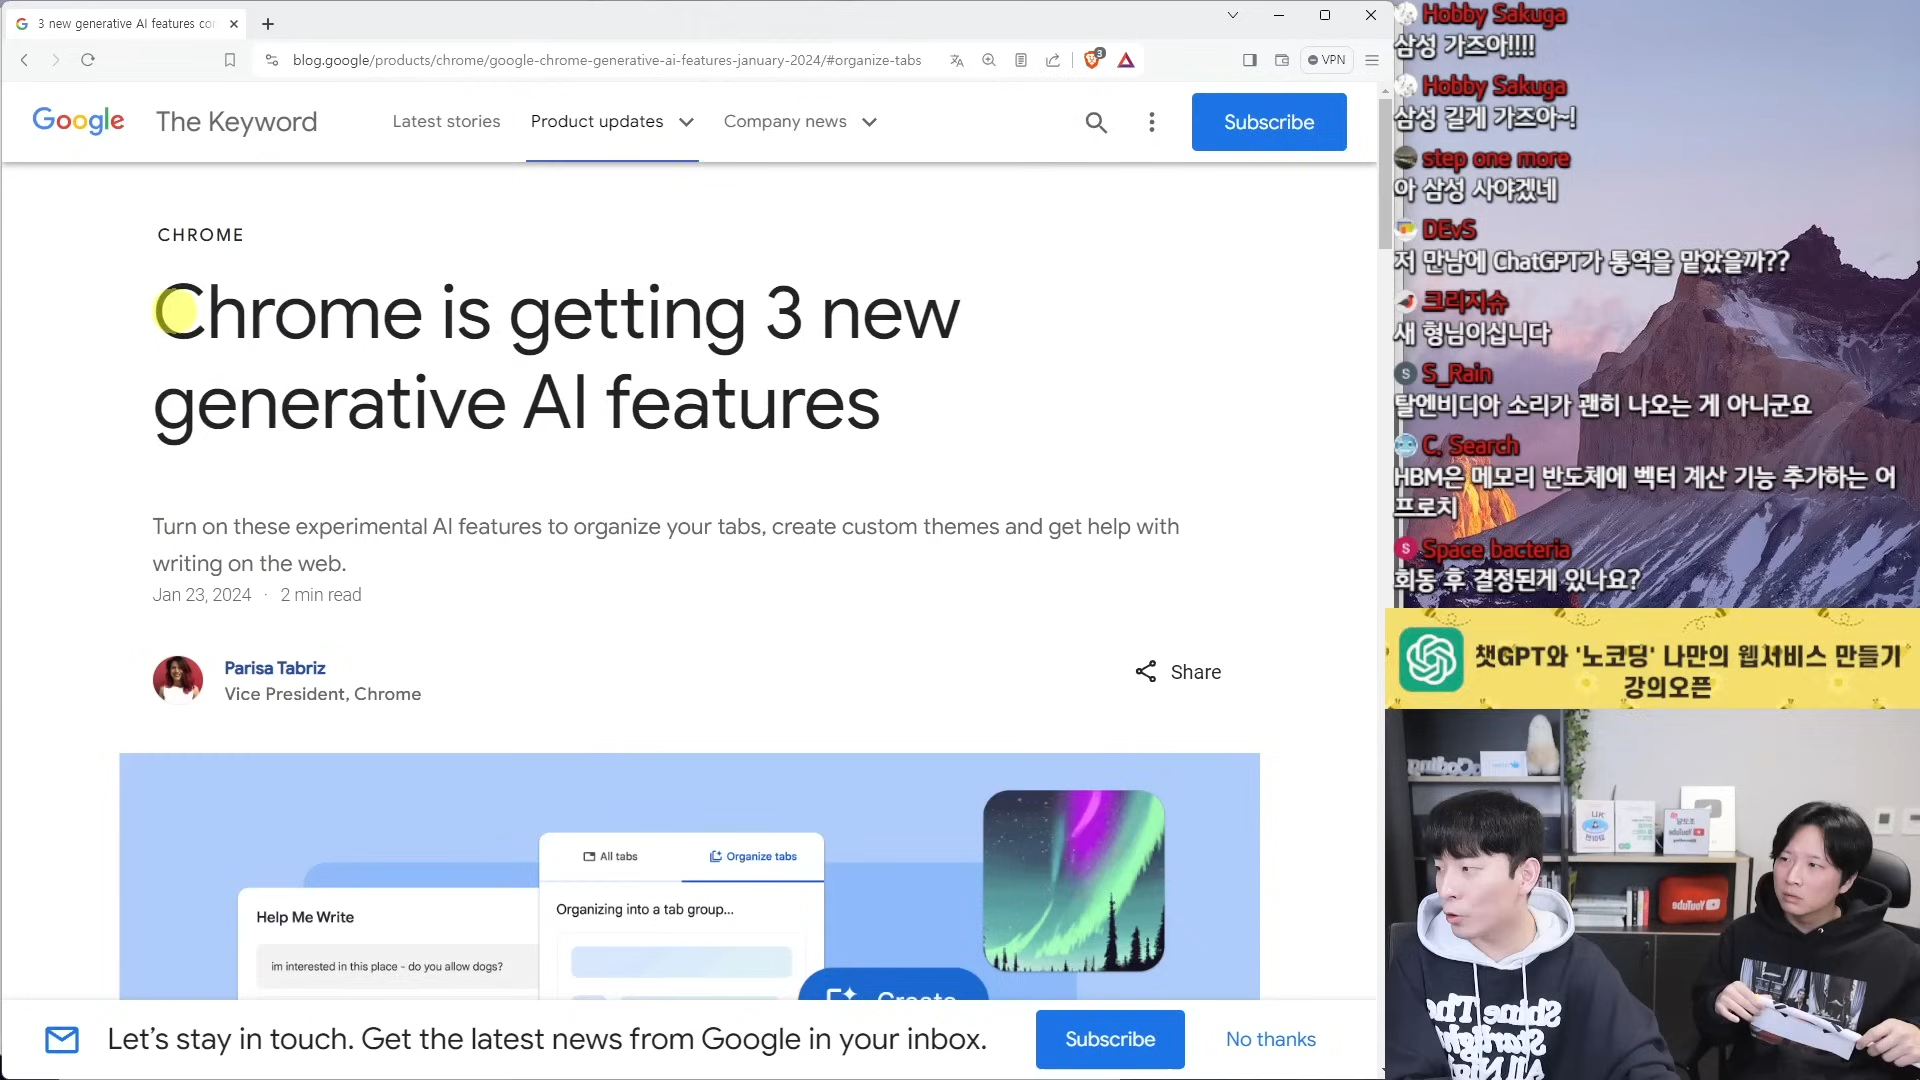 3 new generative AI features co
blog.google/products/chrome/google-chrome-generative-ai-features-january-2024/#organize-tabs
3
VPN
Google The Keyword
Latest stories
Product updates
Company news
Subscribe
CHROME
Chrome is getting 3 new
generative AI features
Turn on these experimental AI features to organize your tabs, create custom themes and get help with
writing on the web.
Jan 23, 2024 · 2 min read
Parisa Tabriz
Vice President, Chrome
Share
All tabs
Organize tabs
Organizing into a tab group...
Help Me Write
im interested in this place - do you allow dogs?
Create
Let’s stay in touch. Get the latest news from Google in your inbox.
Subscribe
No thanks
Hobby Sakuga
삼성 가즈아!!!!
Hobby Sakuga
삼성 길게 가즈아~!
step one more
아 삼성 사야겠네
DEvS
저 만남에 ChatGPT가 통역을 맡았을까??
크리지슈
새 형님이십니다
S S_Rain
탈엔비디아 소리가 괜히 나오는 게 아니군요
C. Search
HBM은 메모리 반도체에 벡터 계산 기능 추가하는 어
프로치
S Space bacteria
회동 후 결정된게 있나요?
챗GPT와 '노코딩' 나만의 웹서비스 만들기
강의오픈
YouTube
Shine The
Starlight
All Nig